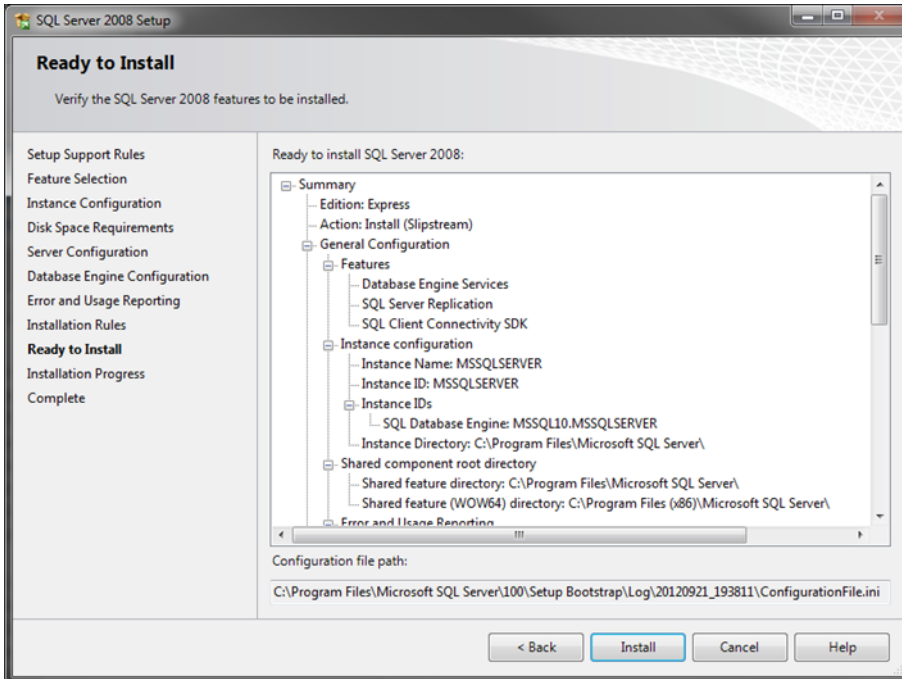 SQL Server 2008 Setup
Ready to Install
Verify the SQL Server 2008 features to be installed.
Setup Support Rules
Feature Selection
Instance Configuration
Disk Space Requirements
Server Configuration
Database Engine Configuration
Error and Usage Reporting
Installation Rules
Ready to Install
Installation Progress
Complete
Ready to install SQL Server 2008:
Summary
Edition: Express
Action: Install (Slipstream)
General Configuration
Features
Database Engine Services
SQL Server Replication
SQL Client Connectivity SDK
Instance configuration
Instance Name: MSSQLSERVER
Instance ID: MSSQLSERVER
Instance IDs
SQL Database Engine: MSSQL10.MSSQLSERVER
Instance Directory: C:\Program Files\Microsoft SQL Server\
Shared component root directory
Shared feature directory: C:\Program Files\Microsoft SQL Server\
Shared feature (WOW64) directory: C:\Program Files (x86)\Microsoft SQL Server\
Error and Usage Reporting
Configuration file path:
C:\Program Files\Microsoft SQL Server\100\Setup Bootstrap\Log\20120921_193811\ConfigurationFile.ini
< Back
Install
Cancel
Help